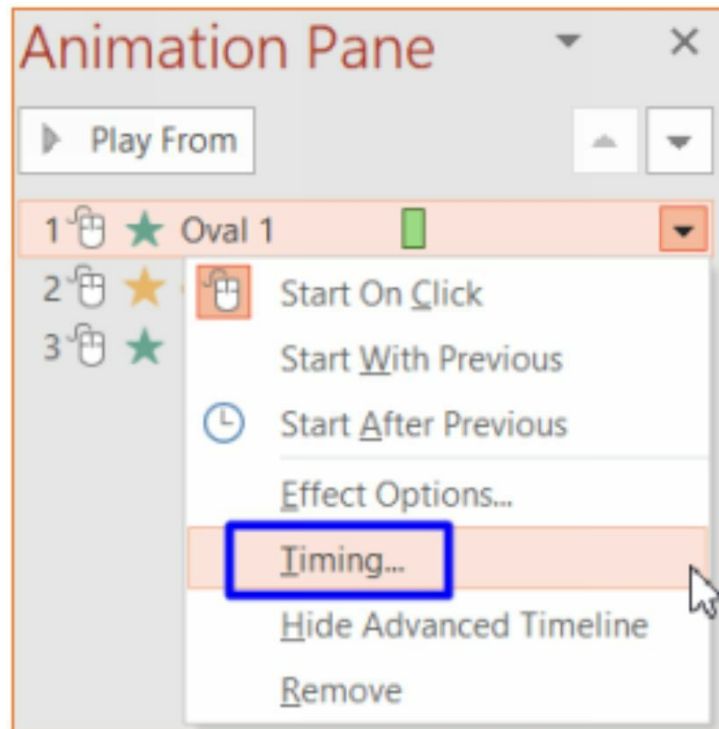 Animation Pane
Play From
1 Oval 1
2
3
Start On Click
Start With Previous
Start After Previous
Effect Options...
Timing...
Hide Advanced Timeline
Remove